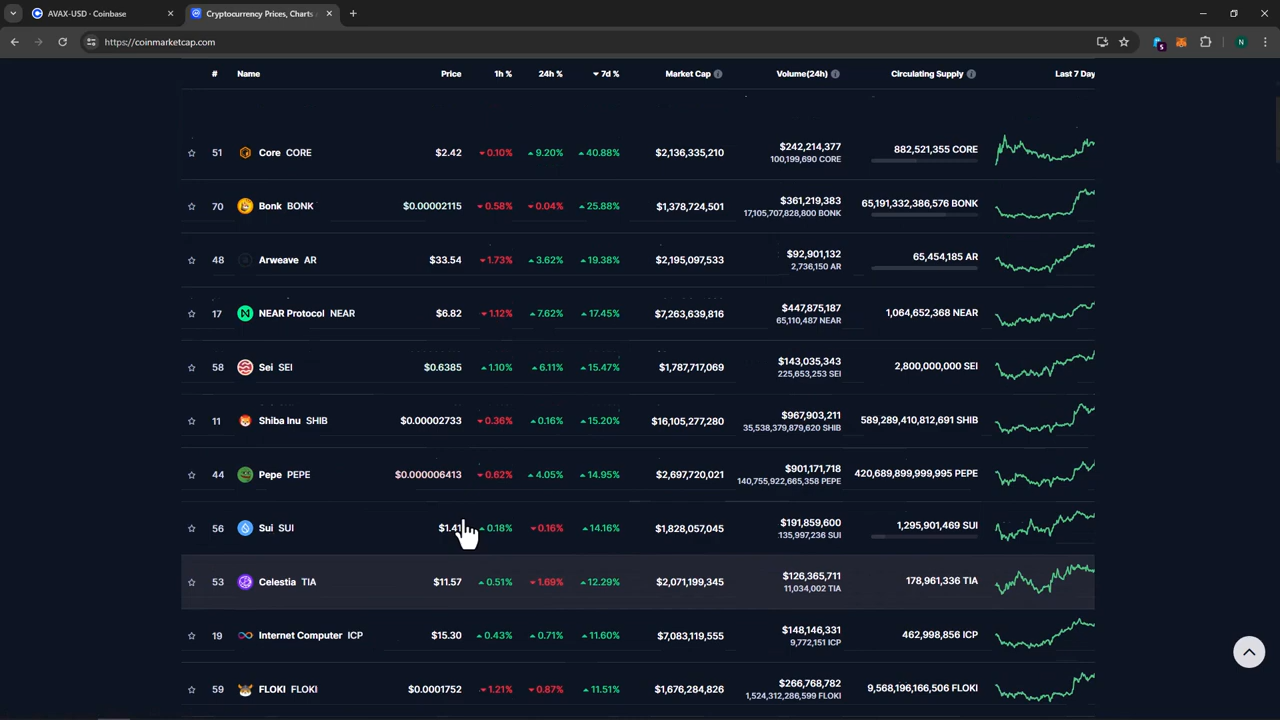 AVAX-USD - Coinbase
Cryptocurrency Prices, Charts
https://coinmarketcap.com
N
# Name Price 1h % 24h % 7d % Market Cap Volume(24h) Circulating Supply Last 7 Day
51 Core CORE $2.42 0.10% 9.20% 40.88% $2,136,335,210 $242,214,377 882,521,355 CORE
100,199,690 CORE
70 Bonk BONK $0.00002115 0.58% 0.04% 25.88% $1,378,724,501 $361,219,383 65,191,332,386,576 BONK
17,105,707,828,800 BONK
48 Arweave AR $33.54 1.73% 3.62% 19.38% $2,195,097,533 $92,901,132 65,454,185 AR
2,736,150 AR
17 NEAR Protocol NEAR $6.82 1.12% 7.62% 17.45% $7,263,639,816 $447,875,187 1,064,652,368 NEAR
65,110,487 NEAR
58 Sei SEI $0.6385 1.10% 6.11% 15.47% $1,787,717,069 $143,035,343 2,800,000,000 SEI
225,653,253 SEI
11 Shiba Inu SHIB $0.00002733 0.36% 0.16% 15.20% $16,105,277,280 $967,903,211 589,289,410,812,691 SHIB
35,538,379,879,620 SHIB
44 Pepe PEPE $0.000006413 0.62% 4.05% 14.95% $2,697,720,021 $901,171,718 420,689,899,999,995 PEPE
140,755,922,665,358 PEPE
56 Sui SUI $1.41 0.18% 0.16% 14.16% $1,828,057,045 $191,859,600 1,295,901,469 SUI
135,997,236 SUI
53 Celestia TIA $11.57 0.51% 1.69% 12.29% $2,071,199,345 $126,365,711 178,961,336 TIA
11,034,002 TIA
19 Internet Computer ICP $15.30 0.43% 0.71% 11.60% $7,083,119,555 $148,146,331 462,998,856 ICP
9,772,151 ICP
59 FLOKI FLOKI $0.0001752 1.21% 0.87% 11.51% $1,676,284,826 $266,768,782 9,568,196,166,506 FLOKI
1,524,312,286,599 FLOKI